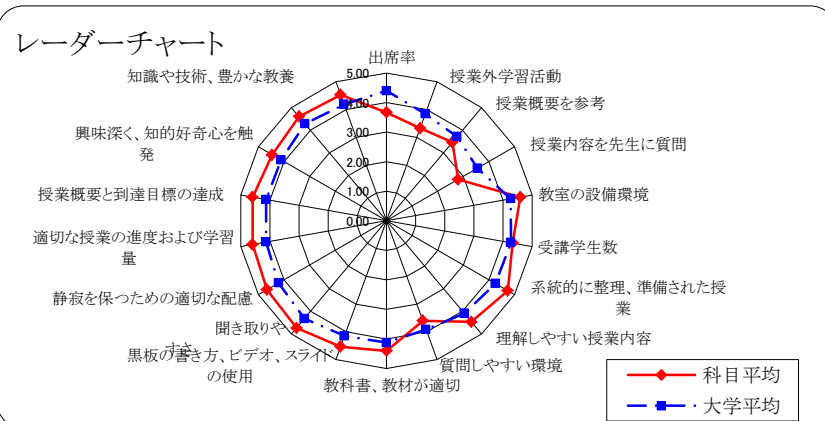 レーダーチャート
出席率
授業外学習活動
授業概要を参考
授業内容を先生に質問
教室の設備環境
受講学生数
系統的に整理、準備された授
業
理解しやすい授業内容
質問しやすい環境
教科書、教材が適切
黒板の書き方、ビデオ、スライド
の使用
聞き取りや
すさ
静寂を保つための適切な配慮
適切な授業の進度および学習
量
授業概要と到達目標の達成
興味深く、知的好奇心を触
発
知識や技術、豊かな教養
5.00
4.00
3.00
2.00
1.00
0.00
科目平均
大学平均